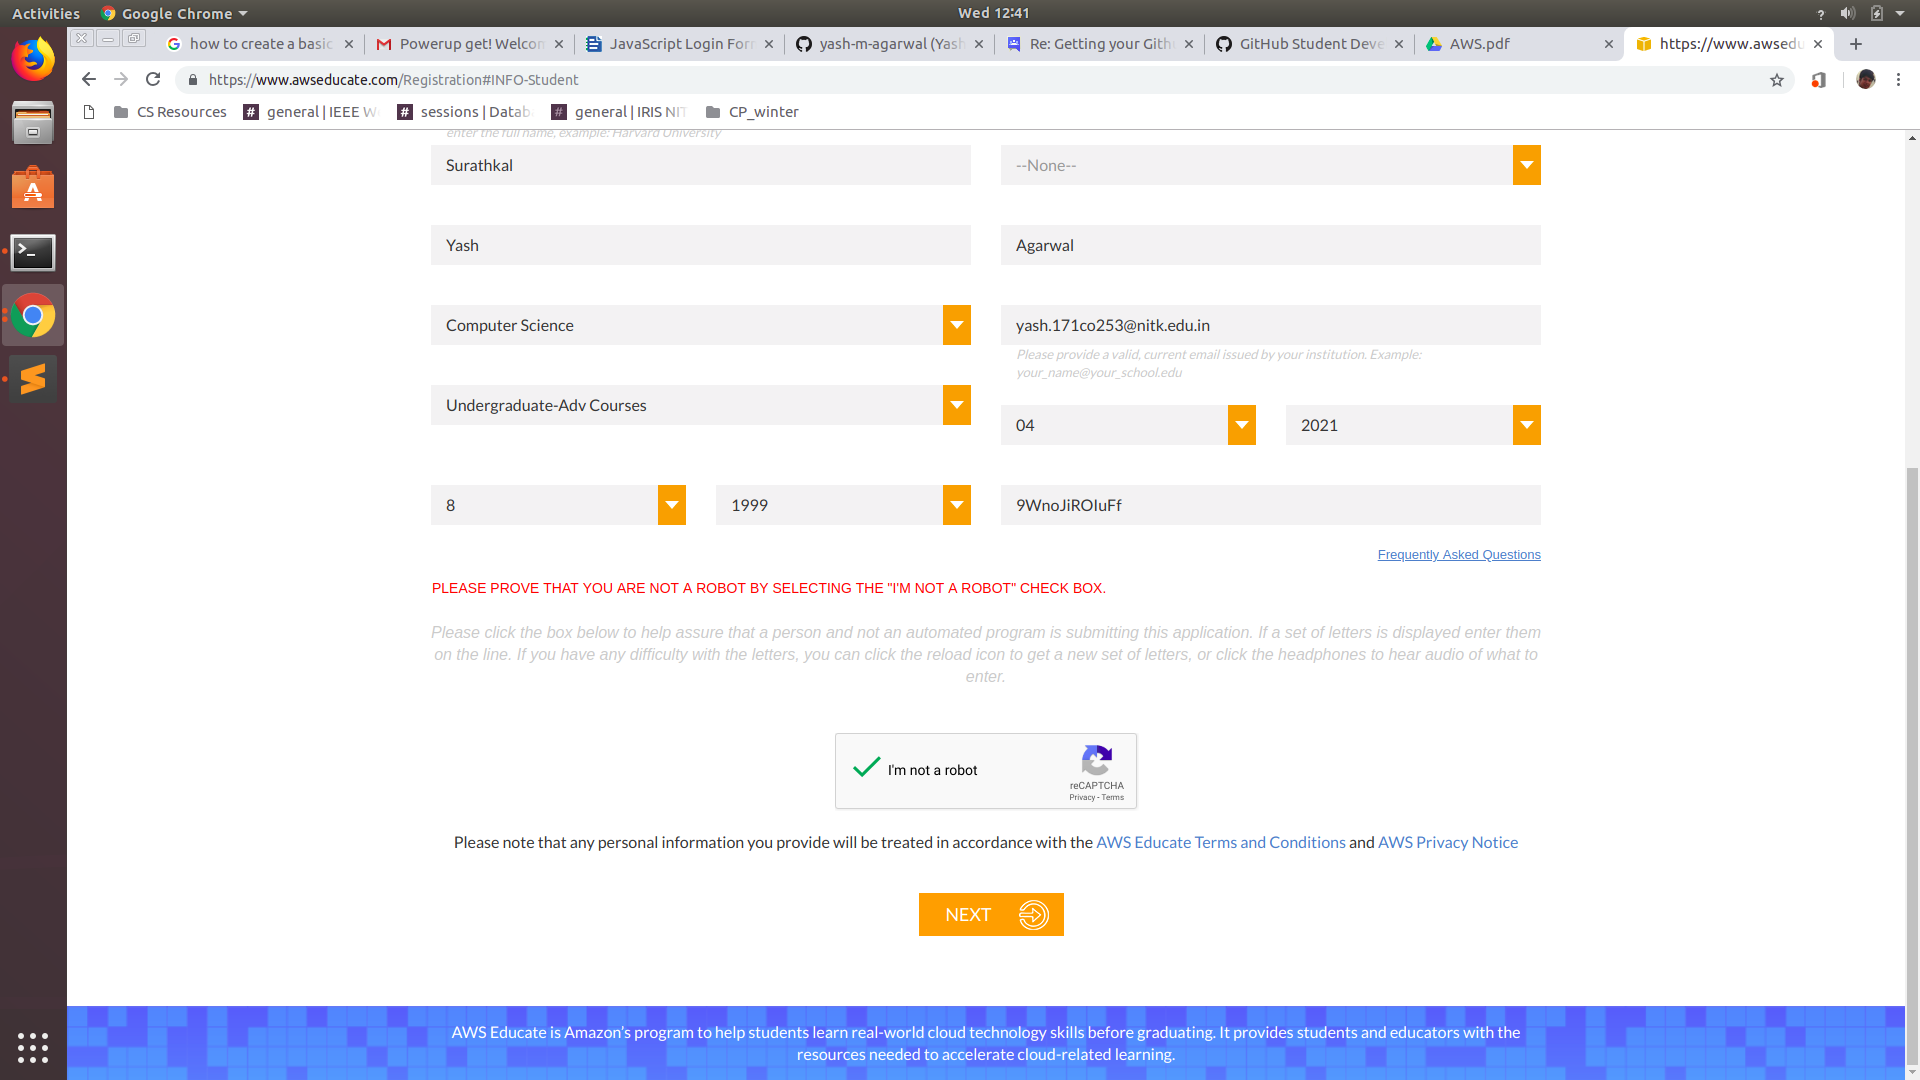 Activities Google Chrome Wed 12:41 ?
how to create a basic Powerup get! Welcom JavaScript Login For yash-m-agarwal (Yash Re: Getting your Gith GitHub Student Deve AWS.pdf https://www.awsedu
https://www.awseducate.com/Registration#INFO-Student
CS Resources # general | IEEE W # sessions | Datab # general | IRIS NIT CP_winter
enter the full name, example: Harvard University
Surathkal --None--
Yash Agarwal
Computer Science yash.171co253@nitk.edu.in
Please provide a valid, current email issued by your institution. Example:
your_name@your_school.edu
Undergraduate-Adv Courses
04 2021
8 1999 9WnoJiROIuFf
Frequently Asked Questions
PLEASE PROVE THAT YOU ARE NOT A ROBOT BY SELECTING THE "I'M NOT A ROBOT" CHECK BOX.
Please click the box below to help assure that a person and not an automated program is submitting this application. If a set of letters is displayed enter them
on the line. If you have any difficulty with the letters, you can click the reload icon to get a new set of letters, or click the headphones to hear audio of what to
enter.
I'm not a robot
reCAPTCHA
Privacy - Terms
Please note that any personal information you provide will be treated in accordance with the AWS Educate Terms and Conditions and AWS Privacy Notice
NEXT
AWS Educate is Amazon's program to help students learn real-world cloud technology skills before graduating. It provides students and educators with the
resources needed to accelerate cloud-related learning.